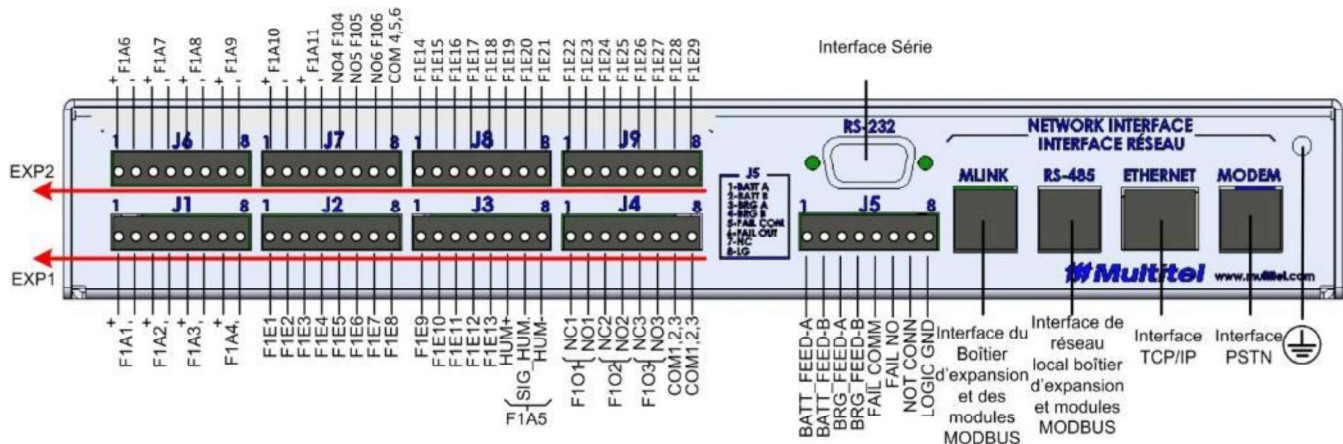 + F1A6 -
+ F1A7 -
+ F1A8 -
+ F1A9 -
+ F1A10 -
+ F1A11 -
NO4 F104
NO5 F105
NO6 F106
COM 4,5,6
F1E14
F1E15
F1E16
F1E17
F1E18
F1E19
F1E20
F1E21
F1E22
F1E23
F1E24
F1E25
F1E26
F1E27
F1E28
F1E29
Interface Série
1 J6 8
1 J7 8
1 J8 8
1 J9 8
RS-232
NETWORK INTERFACE
INTERFACE RÉSEAU
EXP2
J5
1-BATT A
2-BATT B
3-BRG A
4-BRG B
5-FAIL COM
6-FAIL OUT
7-NC
8-LG
MLINK
RS-485
ETHERNET
MODEM
1 J1 8
1 J2 8
1 J3 8
1 J4 8
1 J5 8
EXP1
Multitel www.multitel.com
+ F1A1 -
+ F1A2 -
+ F1A3 -
+ F1A4 -
F1E1
F1E2
F1E3
F1E4
F1E5
F1E6
F1E7
F1E8
F1E9
F1E10
F1E11
F1E12
F1E13
HUM+
SIG_HUM.
HUM-
F1A5
F1O1
NC1
NO1
F1O2
NC2
NO2
F1O3
NC3
NO3
COM1,2,3
COM1,2,3
BATT_FEED-A
BATT_FEED-B
BRG_FEED-A
BRG_FEED-B
FAIL COMM
FAIL NO
NOT CONN
LOGIC GND
Interface du
Boîtier
d'expansion
et des
modules
MODBUS
Interface de
réseau
local boîtier
d'expansion
et modules
MODBUS
Interface
TCP/IP
Interface
PSTN